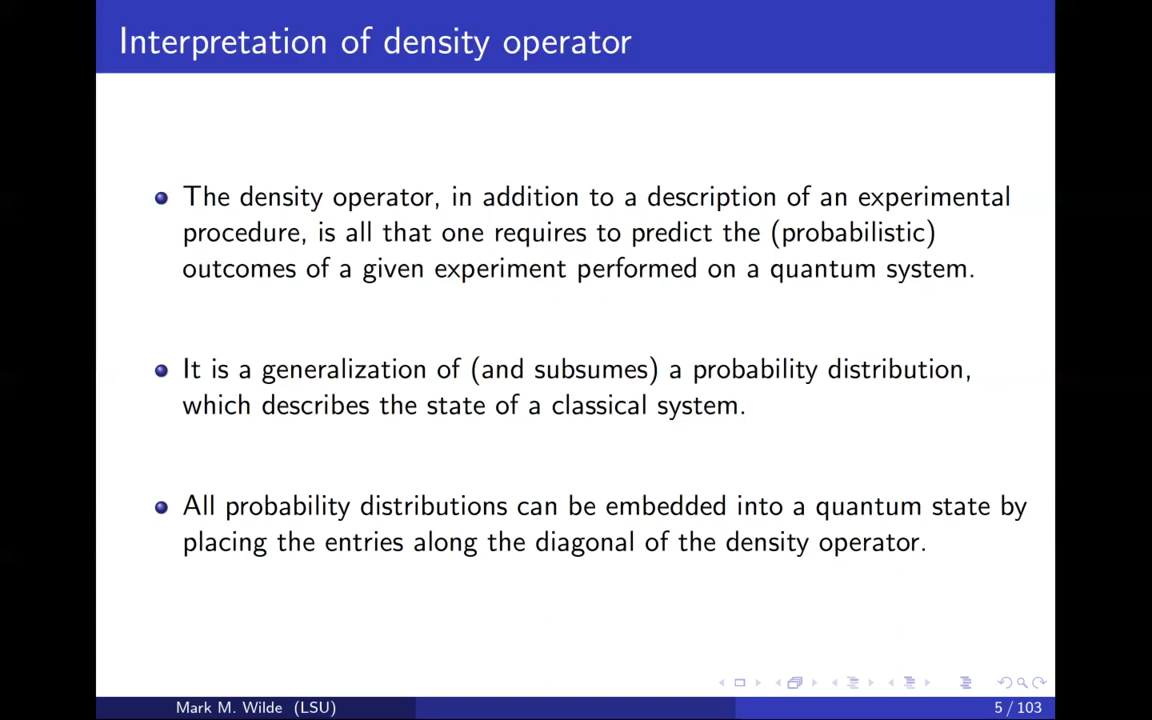 Interpretation of density operator
The density operator, in addition to a description of an experimental
procedure, is all that one requires to predict the (probabilistic)
outcomes of a given experiment performed on a quantum system.
It is a generalization of (and subsumes) a probability distribution,
which describes the state of a classical system.
All probability distributions can be embedded into a quantum state by
placing the entries along the diagonal of the density operator.
Mark M. Wilde (LSU)
5 / 103